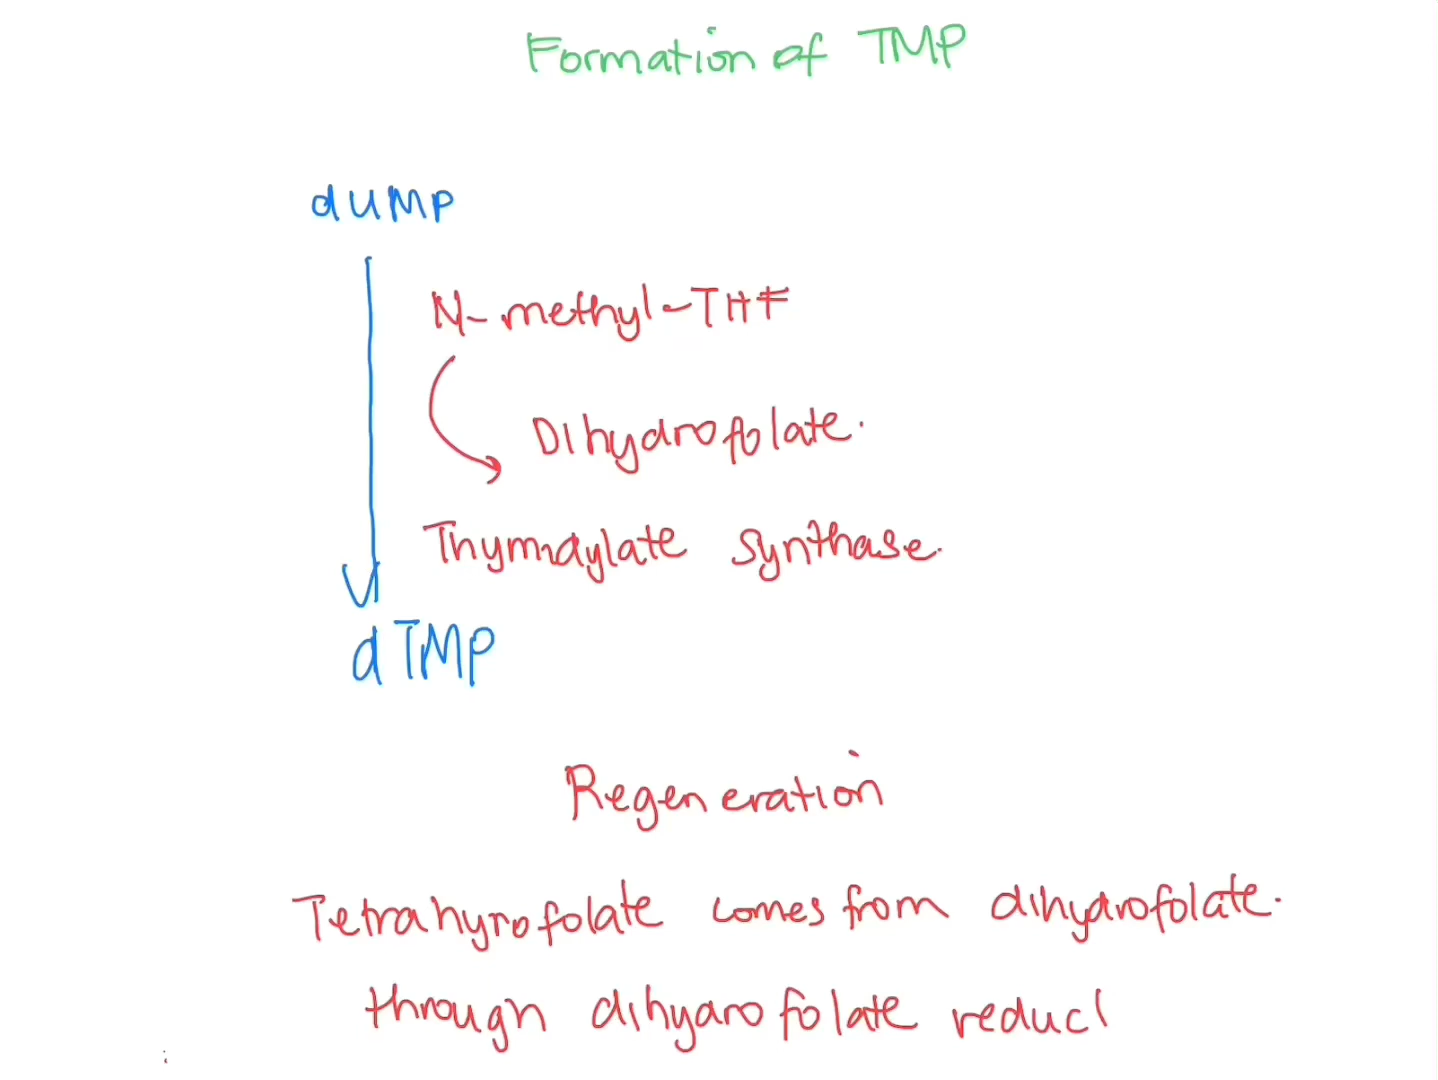 Formation of TMP
dUMP
N-methyl-THF
Dihydrofolate.
Thymidylate synthase.
dTMP
Regeneration
Tetrahyrofolate comes from dihydrofolate.
through dihydrofolate reduc